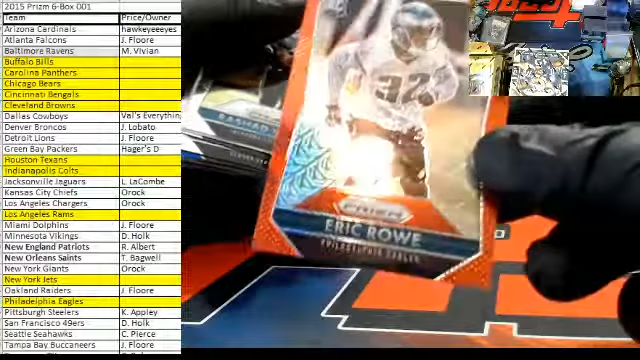 2015 Prizm 6-Box 001
Team Price/Owner
Arizona Cardinals hawkeyeeyes
Atlanta Falcons J. Floore
Baltimore Ravens M. Vivian
Buffalo Bills
Carolina Panthers
Chicago Bears
Cincinnati Bengals
Cleveland Browns
Dallas Cowboys Val's Everythin
Denver Broncos J. Lobato
Detroit Lions J. Floore
Green Bay Packers Hager's D
Houston Texans
Indianapolis Colts
Jacksonville Jaguars L. LaCombe
Kansas City Chiefs Orock
Los Angeles Chargers Orock
Los Angeles Rams
Miami Dolphins J. Floore
Minnesota Vikings D. Holk
New England Patriots R. Albert
New Orleans Saints T. Bagwell
New York Giants Orock
New York Jets
Oakland Raiders J. Floore
Philadelphia Eagles
Pittsburgh Steelers K. Appley
San Francisco 49ers D. Holk
Seattle Seahawks C. Pierce
Tampa Bay Buccaneers J. Floore
RASHAD
32
PRIZM
ERIC ROWE
PHILADELPHIA EAGLES